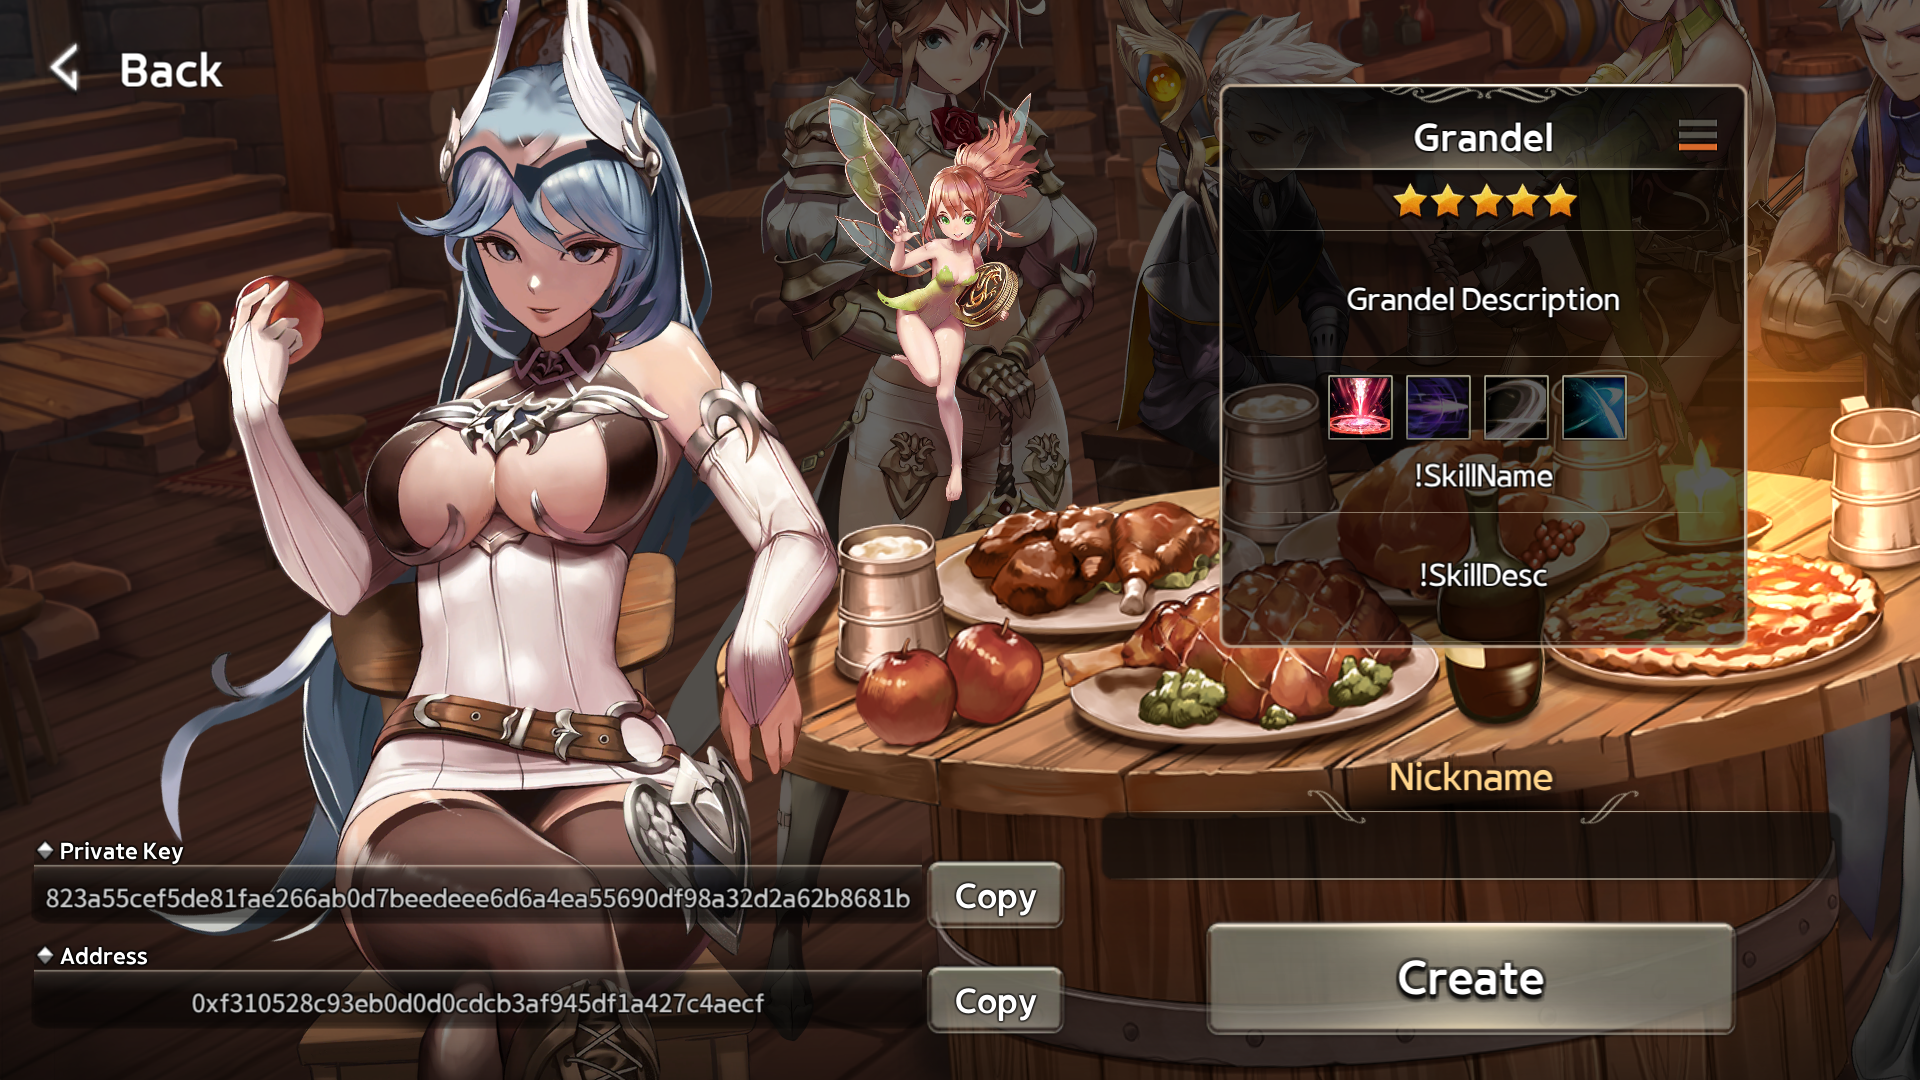 Back
Grandel
Grandel Description
!SkillName
!SkillDesc
Nickname
Private Key
823a55cef5de81fae266ab0d7beedeee6d6a4ea55690df98a32d2a62b8681b
Copy
Address
0xf310528c93eb0d0d0cdcb3af945df1a427c4aecf
Copy
Create